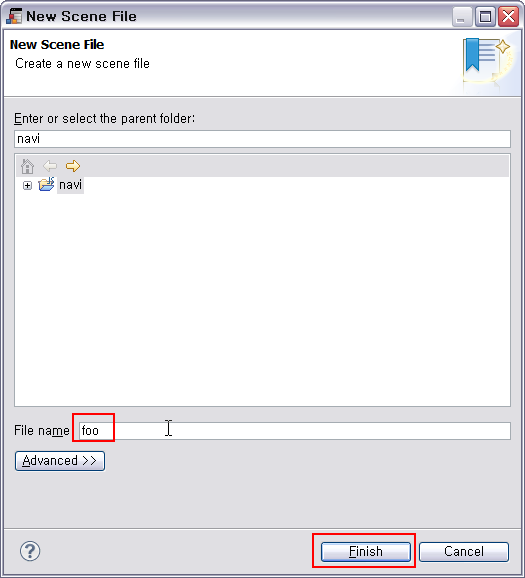 New Scene File
New Scene File
Create a new scene file
Enter or select the parent folder:
navi
navi
File name
foo
Advanced >>
Finish
Cancel